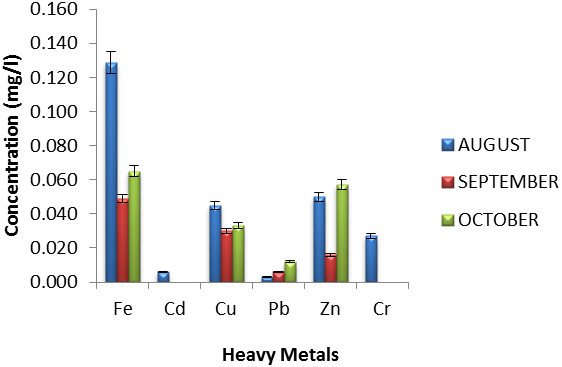 0.160
0.140
0.120
0.100
0.080
0.060
0.040
0.020
0.000
Concentration (mg/l)
Fe Cd Cu Pb Zn Cr
Heavy Metals
AUGUST
SEPTEMBER
OCTOBER